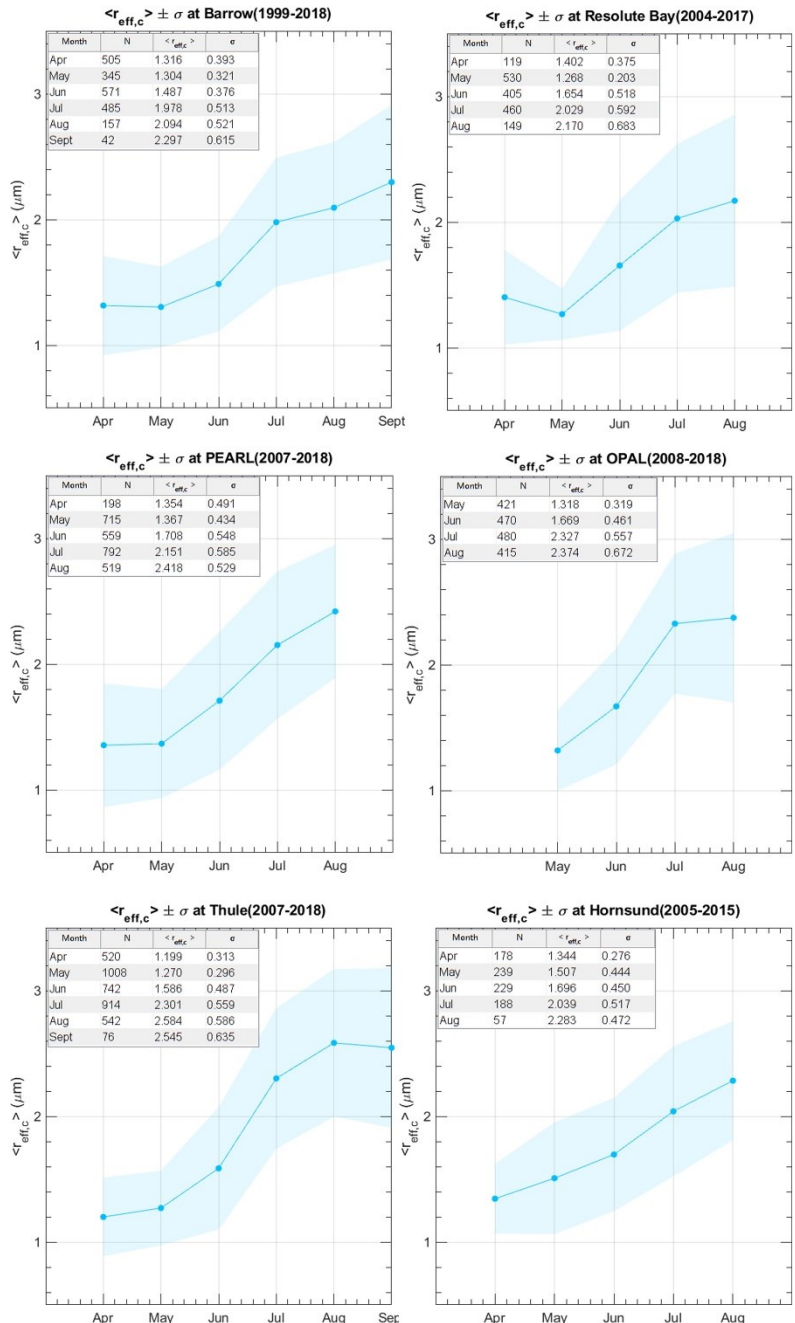 <r_eff,c> ± σ at Barrow(1999-2018)
Month N <r_eff,c> σ
Apr 505 1.316 0.393
May 345 1.304 0.321
Jun 571 1.487 0.376
Jul 485 1.978 0.513
Aug 157 2.094 0.521
Sept 42 2.297 0.615
3
2
1
<r_eff,c> (μm)
Apr May Jun Jul Aug Sept
<r_eff,c> ± σ at Resolute Bay(2004-2017)
Month N <r_eff,c> σ
Apr 119 1.402 0.375
May 530 1.268 0.203
Jun 405 1.654 0.518
Jul 460 2.029 0.592
Aug 149 2.170 0.683
3
2
1
<r_eff,c> (μm)
Apr May Jun Jul Aug
<r_eff,c> ± σ at PEARL(2007-2018)
Month N <r_eff,c> σ
Apr 198 1.354 0.491
May 715 1.367 0.434
Jun 559 1.708 0.548
Jul 792 2.151 0.585
Aug 519 2.418 0.529
3
2
1
<r_eff,c> (μm)
Apr May Jun Jul Aug
<r_eff,c> ± σ at OPAL(2008-2018)
Month N <r_eff,c> σ
May 421 1.318 0.319
Jun 470 1.669 0.461
Jul 480 2.327 0.557
Aug 415 2.374 0.672
3
2
1
<r_eff,c> (μm)
May Jun Jul Aug
<r_eff,c> ± σ at Thule(2007-2018)
Month N <r_eff,c> σ
Apr 520 1.199 0.313
May 1008 1.270 0.296
Jun 742 1.586 0.487
Jul 914 2.301 0.559
Aug 542 2.584 0.586
Sept 76 2.545 0.635
3
2
1
<r_eff,c> (μm)
Apr May Jun Jul Aug Sep
<r_eff,c> ± σ at Hornsund(2005-2015)
Month N <r_eff,c> σ
Apr 178 1.344 0.276
May 239 1.507 0.444
Jun 229 1.696 0.450
Jul 188 2.039 0.517
Aug 57 2.283 0.472
3
2
1
<r_eff,c> (μm)
Apr May Jun Jul Aug